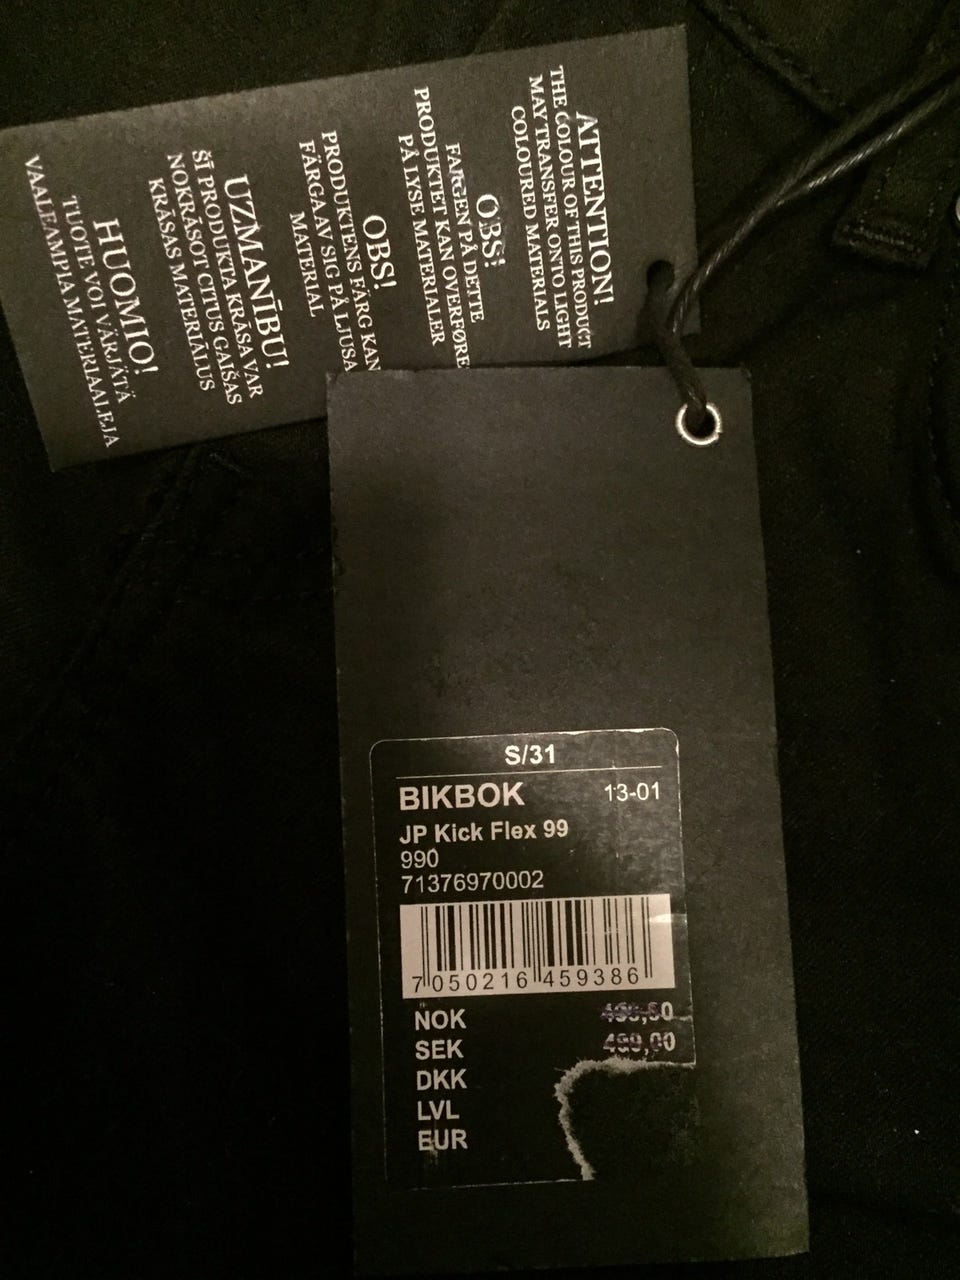 ATTENTION!
THE COLOUR OF THIS PRODUCT
MAY TRANSFER ONTO LIGHT
COLOURED MATERIALS
OBS!
FARGEN PÅ DETTE
PRODUKTET KAN OVERFØRE
PÅ LYSE MATERIALER
OBS!
PRODUKTENS FÄRG KAN
FÄRGA AV SIG PÅ LJUSA
MATERIAL
UZMANĪBU!
ŠĪ PRODUKTA KRĀSA VAR
NOKRĀSOT CITUS GAIŠAS
KRĀSAS MATERIĀLUS
HUOMIO!
TUOTE VOI VÄRJÄTÄ
VAALEAMPIA MATERIAALEJA
S/31
BIKBOK 13-01
JP Kick Flex 99
990
71376970002
7 050216 459386
NOK
SEK 499,00
DKK
LVL
EUR